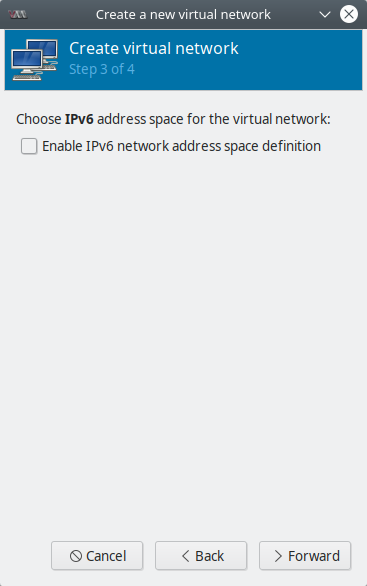 Create a new virtual network
Create virtual network
Step 3 of 4
Choose IPv6 address space for the virtual network:
Enable IPv6 network address space definition
Cancel
Back
Forward